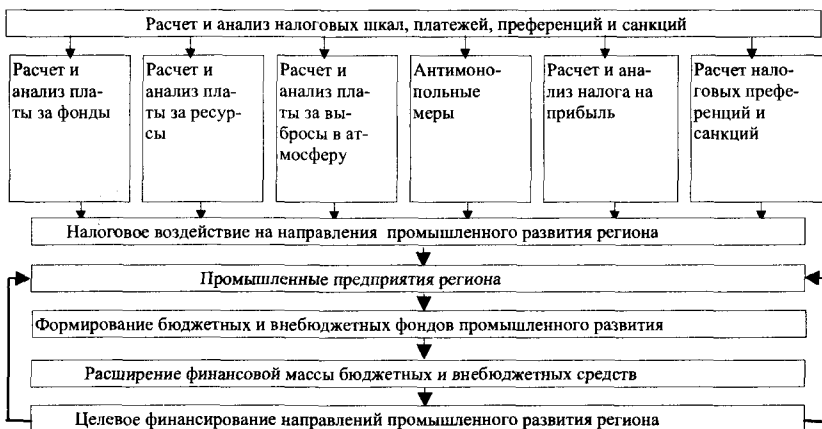 Расчет и анализ налоговых шкал, платежей, преференций и санкций
Расчет и
анализ пла-
ты за фонды
Расчет и
анализ пла-
ты за ресур-
сы
Расчет и
анализ пла-
ты за вы-
бросы в ат-
мосферу
Антимоно-
польные
меры
Расчет и ана-
лиз налога на
прибыль
Расчет нало-
говых префе-
ренций и
санкций
Налоговое воздействие на направления промышленного развития региона
Промышленные предприятия региона
Формирование бюджетных и внебюджетных фондов промышленного развития
Расширение финансовой массы бюджетных и внебюджетных средств
Целевое финансирование направлений промышленного развития региона